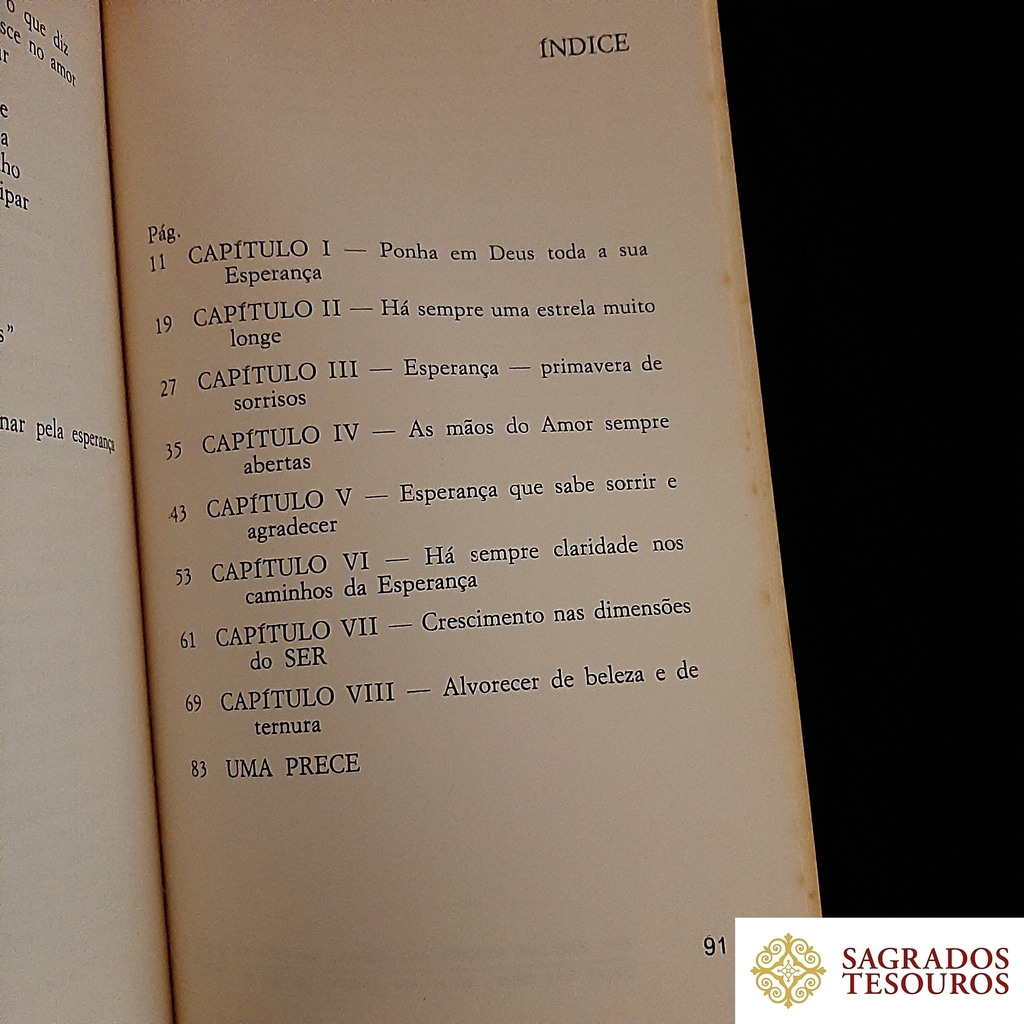 o que diz
sce no amor
r
e
a
ho
ipar
s”
nar pela esperança
ÍNDICE
Pág.
11 CAPÍTULO I — Ponha em Deus toda a sua
Esperança
19 CAPÍTULO II — Há sempre uma estrela muito
longe
27 CAPÍTULO III — Esperança — primavera de
sorrisos
35 CAPÍTULO IV — As mãos do Amor sempre
abertas
43 CAPÍTULO V — Esperança que sabe sorrir e
agradecer
53 CAPÍTULO VI — Há sempre claridade nos
caminhos da Esperança
61 CAPÍTULO VII — Crescimento nas dimensões
do SER
69 CAPÍTULO VIII — Alvorecer de beleza e de
ternura
83 UMA PRECE
91
SAGRADOS
TESOUROS